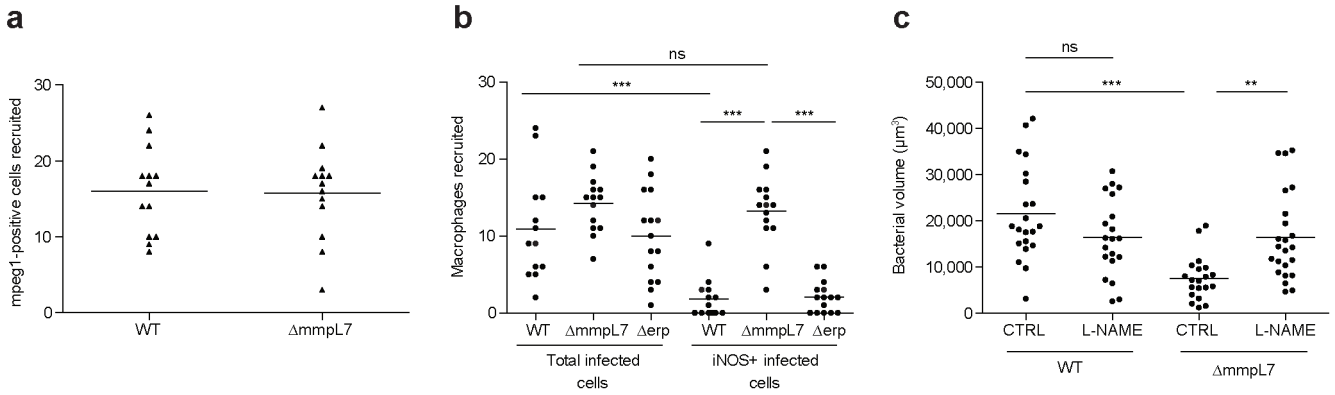 a
mpeg1-positive cells recruited
30
20
10
0
WT
ΔmmpL7
b
Macrophages recruited
30
20
10
0
ns
***
***
***
WT
ΔmmpL7
Δerp
WT
ΔmmpL7
Δerp
Total infected
cells
iNOS+ infected
cells
c
Bacterial volume (µm³)
50,000
40,000
30,000
20,000
10,000
0
ns
***
**
CTRL
L-NAME
CTRL
L-NAME
WT
ΔmmpL7